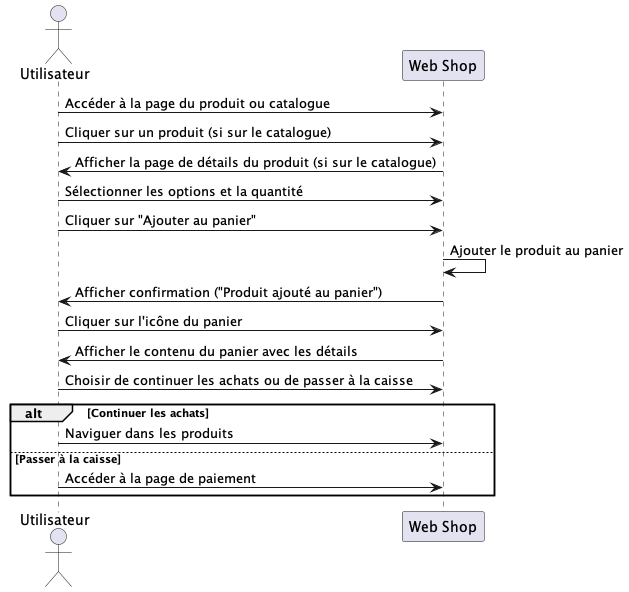 Utilisateur
Web Shop
Accéder à la page du produit ou catalogue
Cliquer sur un produit (si sur le catalogue)
Afficher la page de détails du produit (si sur le catalogue)
Sélectionner les options et la quantité
Cliquer sur "Ajouter au panier"
Ajouter le produit au panier
Afficher confirmation ("Produit ajouté au panier")
Cliquer sur l'icône du panier
Afficher le contenu du panier avec les détails
Choisir de continuer les achats ou de passer à la caisse
alt [Continuer les achats]
Naviguer dans les produits
[Passer à la caisse]
Accéder à la page de paiement
Utilisateur
Web Shop